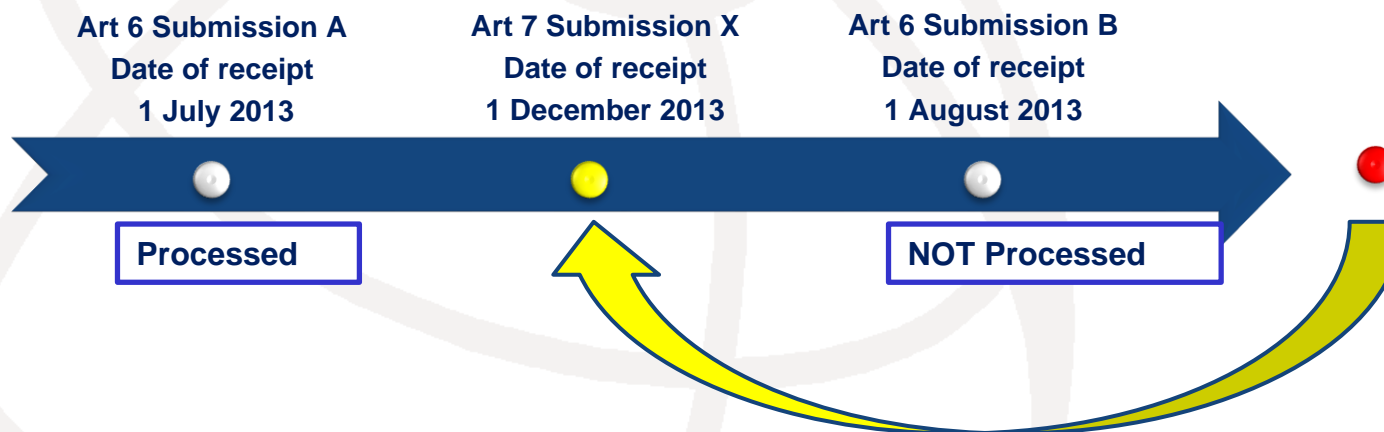 Art 6 Submission A
Date of receipt
1 July 2013
Art 7 Submission X
Date of receipt
1 December 2013
Art 6 Submission B
Date of receipt
1 August 2013
Processed
NOT Processed